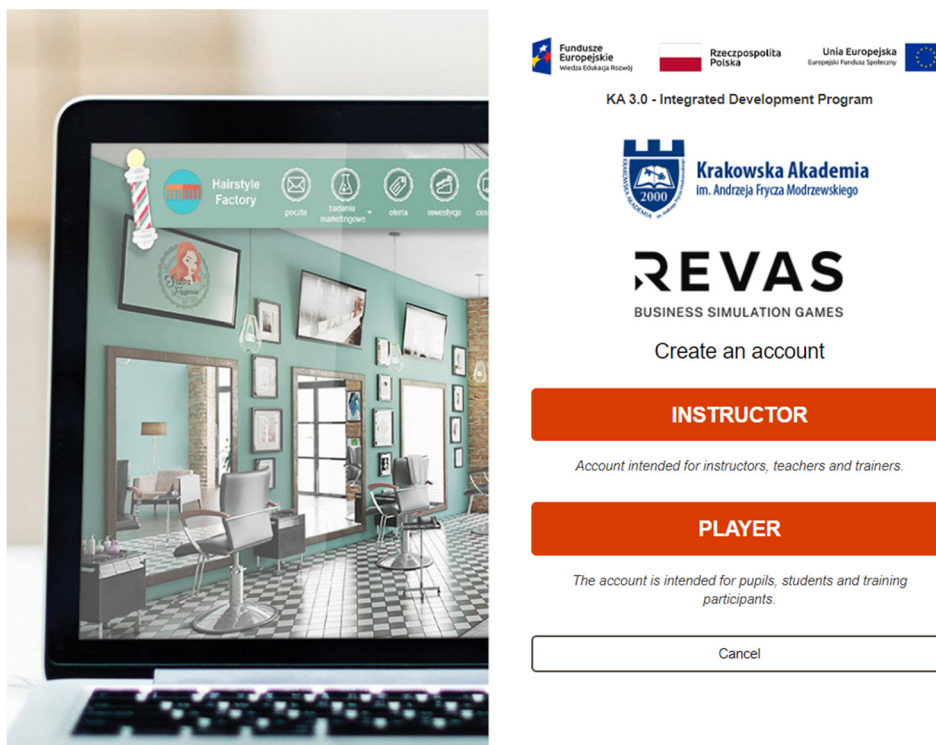 Hairstyle
Factory
poczta
badania
marketingowe
oferta
inwestycje
Fundusze
Europejskie
Wiedza Edukacja Rozwój
Rzeczpospolita
Polska
Unia Europejska
Europejski Fundusz Społeczny
KA 3.0 - Integrated Development Program
KRAKOWSKA AKADEMIA
2000
Krakowska Akademia
im. Andrzeja Frycza Modrzewskiego
REVAS
BUSINESS SIMULATION GAMES
Create an account
INSTRUCTOR
Account intended for instructors, teachers and trainers.
PLAYER
The account is intended for pupils, students and training
participants.
Cancel